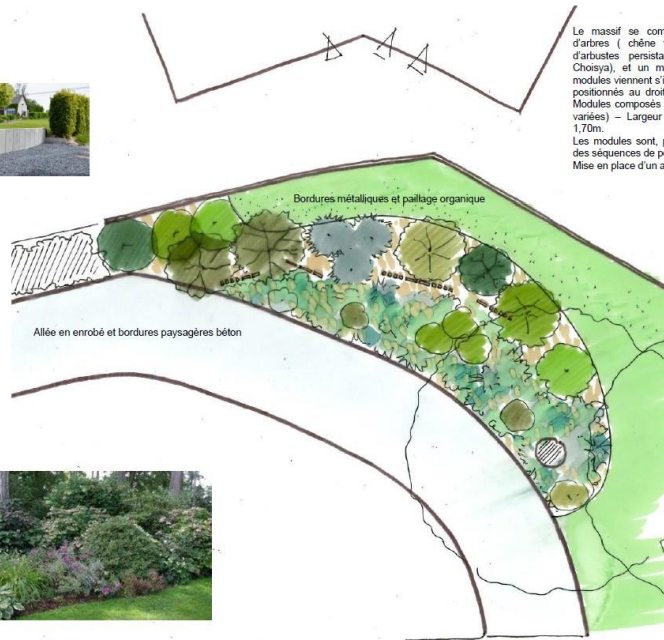 Le massif se com
d'arbres ( chêne
d'arbustes persista
Choisya), et un m
modules viennent s'i
positionnés au droit
Modules composés
variées) – Largeur
1,70m.
Les modules sont, p
des séquences de p
Mise en place d'un a
Bordures métalliques et paillage organique
Allée en enrobé et bordures paysagères béton